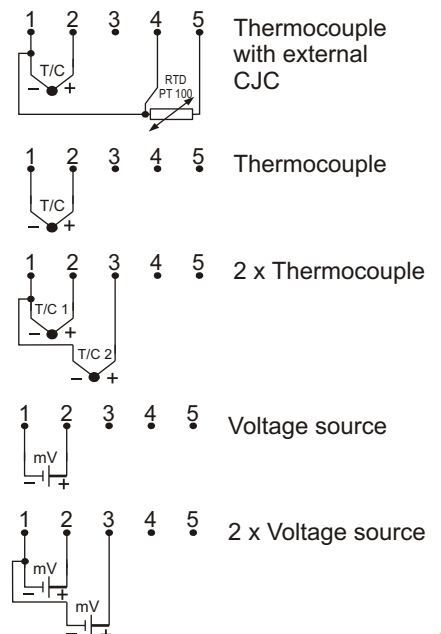 1 2 3 4 5 Thermocouple
with external
CJC
T/C
RTD
PT 100
– +
1 2 3 4 5 Thermocouple
T/C
– +
1 2 3 4 5 2 x Thermocouple
T/C 1
– +
T/C 2
– +
1 2 3 4 5 Voltage source
mV
– +
1 2 3 4 5 2 x Voltage source
mV
– +
mV
– +